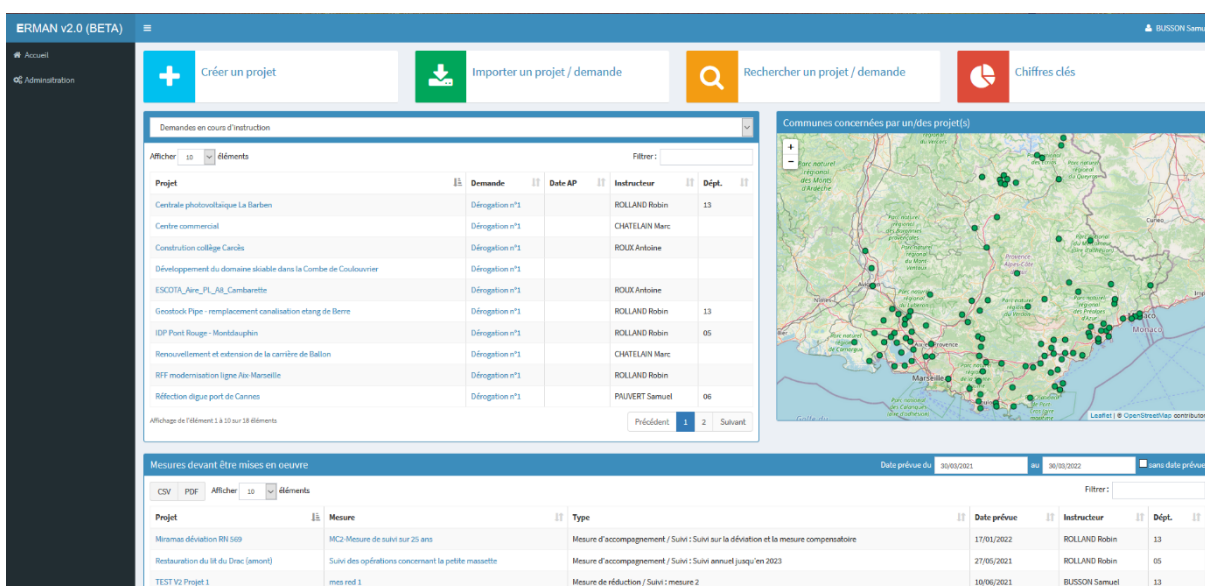 ERMAN v2.0 (BETA)
BUSSON Samu
Accueil
Adminsitration
Créer un projet
Importer un projet / demande
Rechercher un projet / demande
Chiffres clés
Demandes en cours d'instruction
Afficher 10 éléments
Filtrer :
Projet Demande Date AP Instructeur Dépt.
Centrale photovoltaïque La Barben Dérogation n°1 ROLLAND Robin 13
Centre commercial Dérogation n°1 CHATELAIN Marc
Constrution collège Carcès Dérogation n°1 ROUX Antoine
Développement du domaine skiable dans la Combe de Coulouvrier Dérogation n°1
ESCOTA_Aire_PL_A8_Cambarette Dérogation n°1 ROUX Antoine
Geostock Pipe - remplacement canalisation etang de Berre Dérogation n°1 ROLLAND Robin 13
IDP Pont Rouge - Montdauphin Dérogation n°1 ROLLAND Robin 05
Renouvellement et extension de la carrière de Ballon Dérogation n°1 CHATELAIN Marc
RFF modernisation ligne Aix-Marseille Dérogation n°1 ROLLAND Robin
Réfection digue port de Cannes Dérogation n°1 PAUVERT Samuel 06
Affichage de l'élément 1 à 10 sur 18 éléments
Précédent 1 2 Suivant
Communes concernées par un/des projet(s)
+
−
Parc naturel
régional
des Monts
d'Ardèche
Cuneo
Provence
Nîmes
Monaco
Marseille
Leaflet | © OpenStreetMap contributor
Mesures devant être mises en oeuvre
Date prévue du 30/03/2021 au 30/03/2022 sans date prévue
CSV PDF Afficher 10 éléments
Filtrer :
Projet Mesure Type Date prévue Instructeur Dépt.
Miramas déviation RN 569 MC2-Mesure de suivi sur 25 ans Mesure d'accompagnement / Suivi : Suivi sur la déviation et la mesure compensatoire 17/01/2022 ROLLAND Robin 13
Restauration du lit du Drac (amont) Suivi des opérations concernant la petite massette Mesure d'accompagnement / Suivi : Suivi annuel jusqu'en 2023 27/05/2021 ROLLAND Robin 05
TEST V2 Projet 1 mes red 1 Mesure de réduction / Suivi : mesure 2 10/06/2021 BUSSON Samuel 13